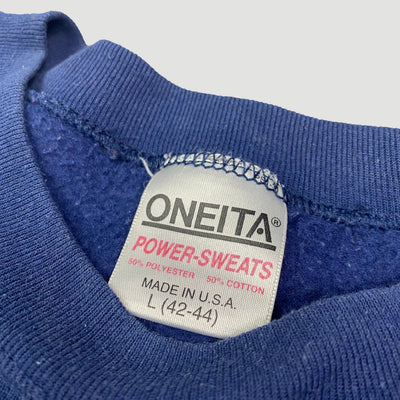 ONEITA®
POWER-SWEATS
50% POLYESTER 50% COTTON
MADE IN U.S.A.
L (42-44)